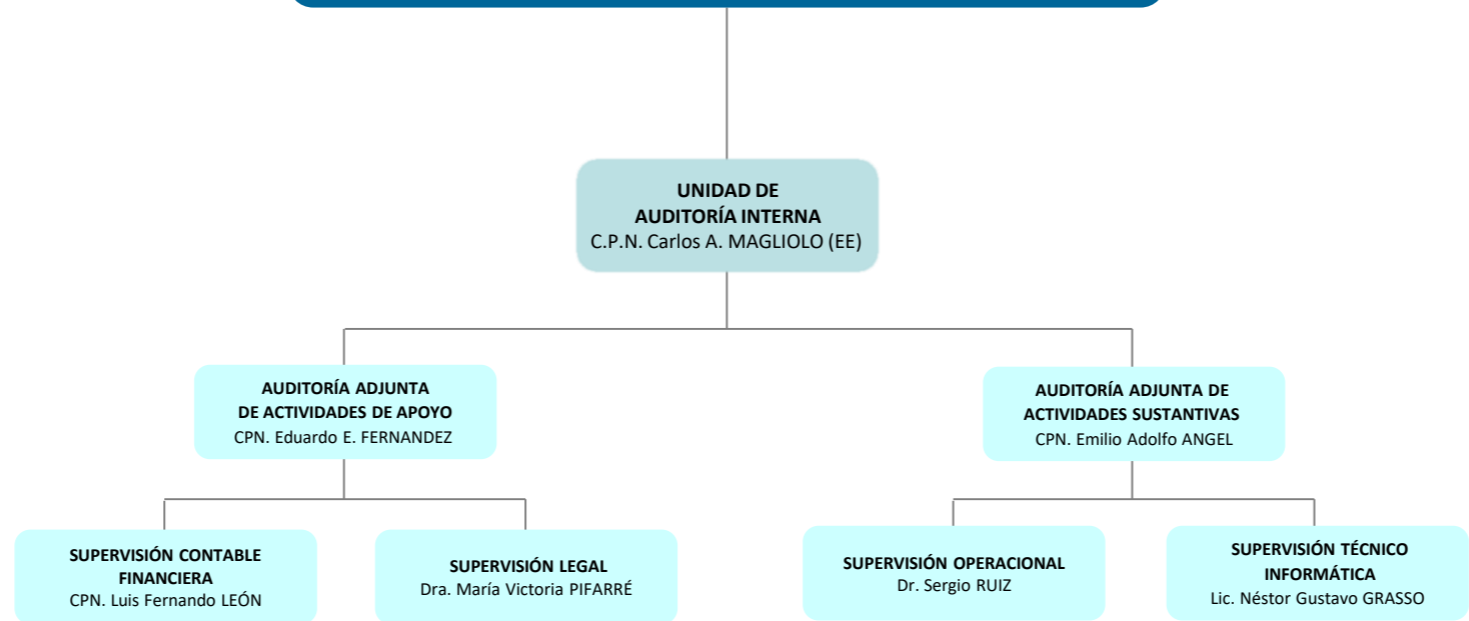 UNIDAD DE
AUDITORÍA INTERNA
C.P.N. Carlos A. MAGLIOLO (EE)
AUDITORÍA ADJUNTA
DE ACTIVIDADES DE APOYO
CPN. Eduardo E. FERNANDEZ
AUDITORÍA ADJUNTA DE
ACTIVIDADES SUSTANTIVAS
CPN. Emilio Adolfo ANGEL
SUPERVISIÓN CONTABLE
FINANCIERA
CPN. Luis Fernando LEÓN
SUPERVISIÓN LEGAL
Dra. María Victoria PIFARRÉ
SUPERVISIÓN OPERACIONAL
Dr. Sergio RUIZ
SUPERVISIÓN TÉCNICO
INFORMÁTICA
Lic. Néstor Gustavo GRASSO